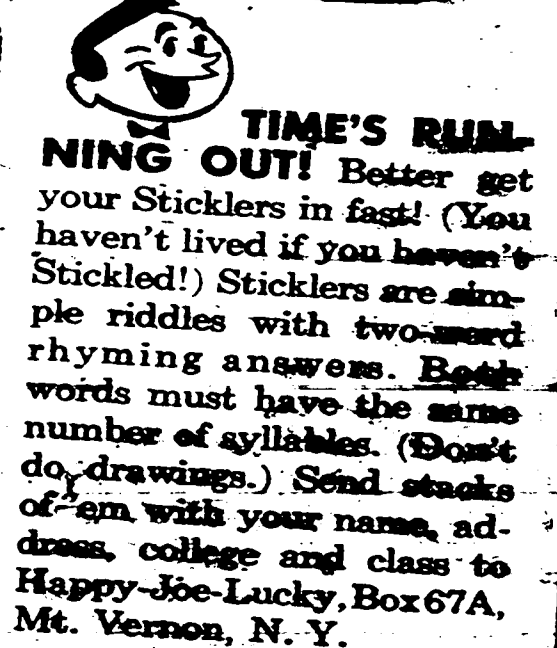 TIME'S RUN-
NING OUT! Better get
your Sticklers in fast! (You
haven't lived if you haven't
Stickled!) Sticklers are sim-
ple riddles with two-word
rhyming answers. Both
words must have the same
number of syllables. (Don't
do drawings.) Send stacks
of 'em with your name, ad-
dress, college and class to
Happy-Joe-Lucky, Box 67A,
Mt. Vernon, N. Y.